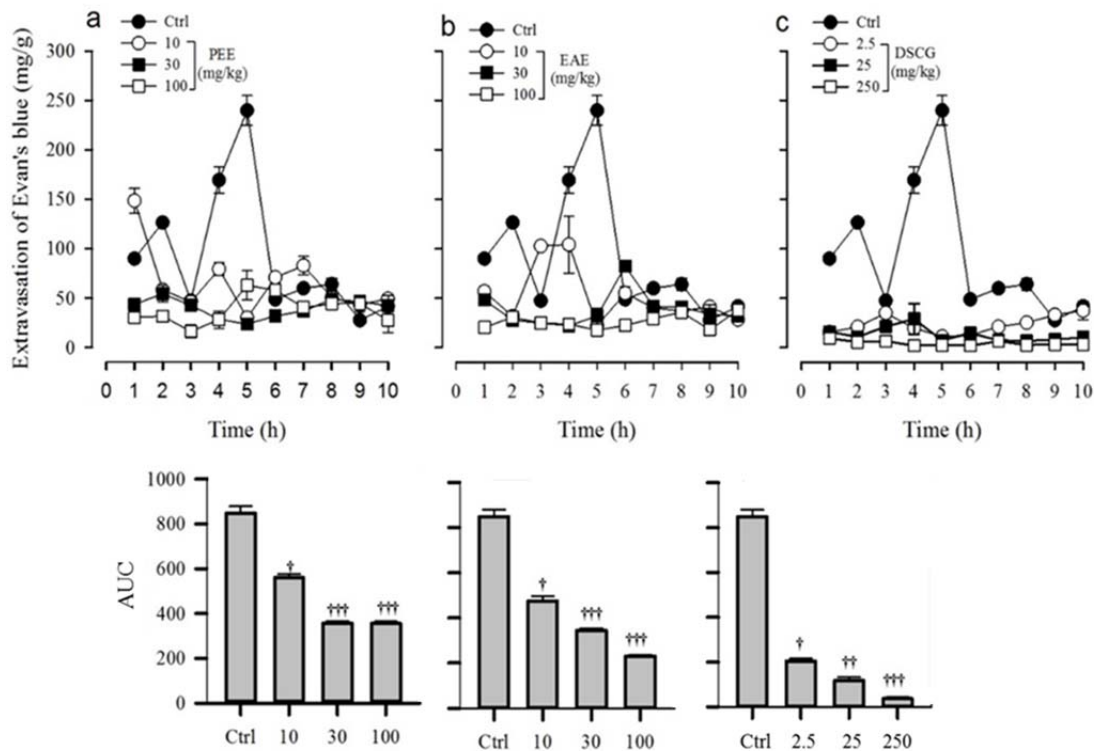 a
Ctrl
10
30
100
PEE
(mg/kg)
b
Ctrl
10
30
100
EAE
(mg/kg)
c
Ctrl
2.5
25
250
DSCG
(mg/kg)
Extravasation of Evan's blue (mg/g)
300
250
200
150
100
50
0
0 1 2 3 4 5 6 7 8 9 10
0 1 2 3 4 5 6 7 8 9 10
0 1 2 3 4 5 6 7 8 9 10
Time (h)
Time (h)
Time (h)
AUC
1000
800
600
400
200
0
†
†††
†††
†
†††
†††
†
††
†††
Ctrl 10 30 100
Ctrl 10 30 100
Ctrl 2.5 25 250